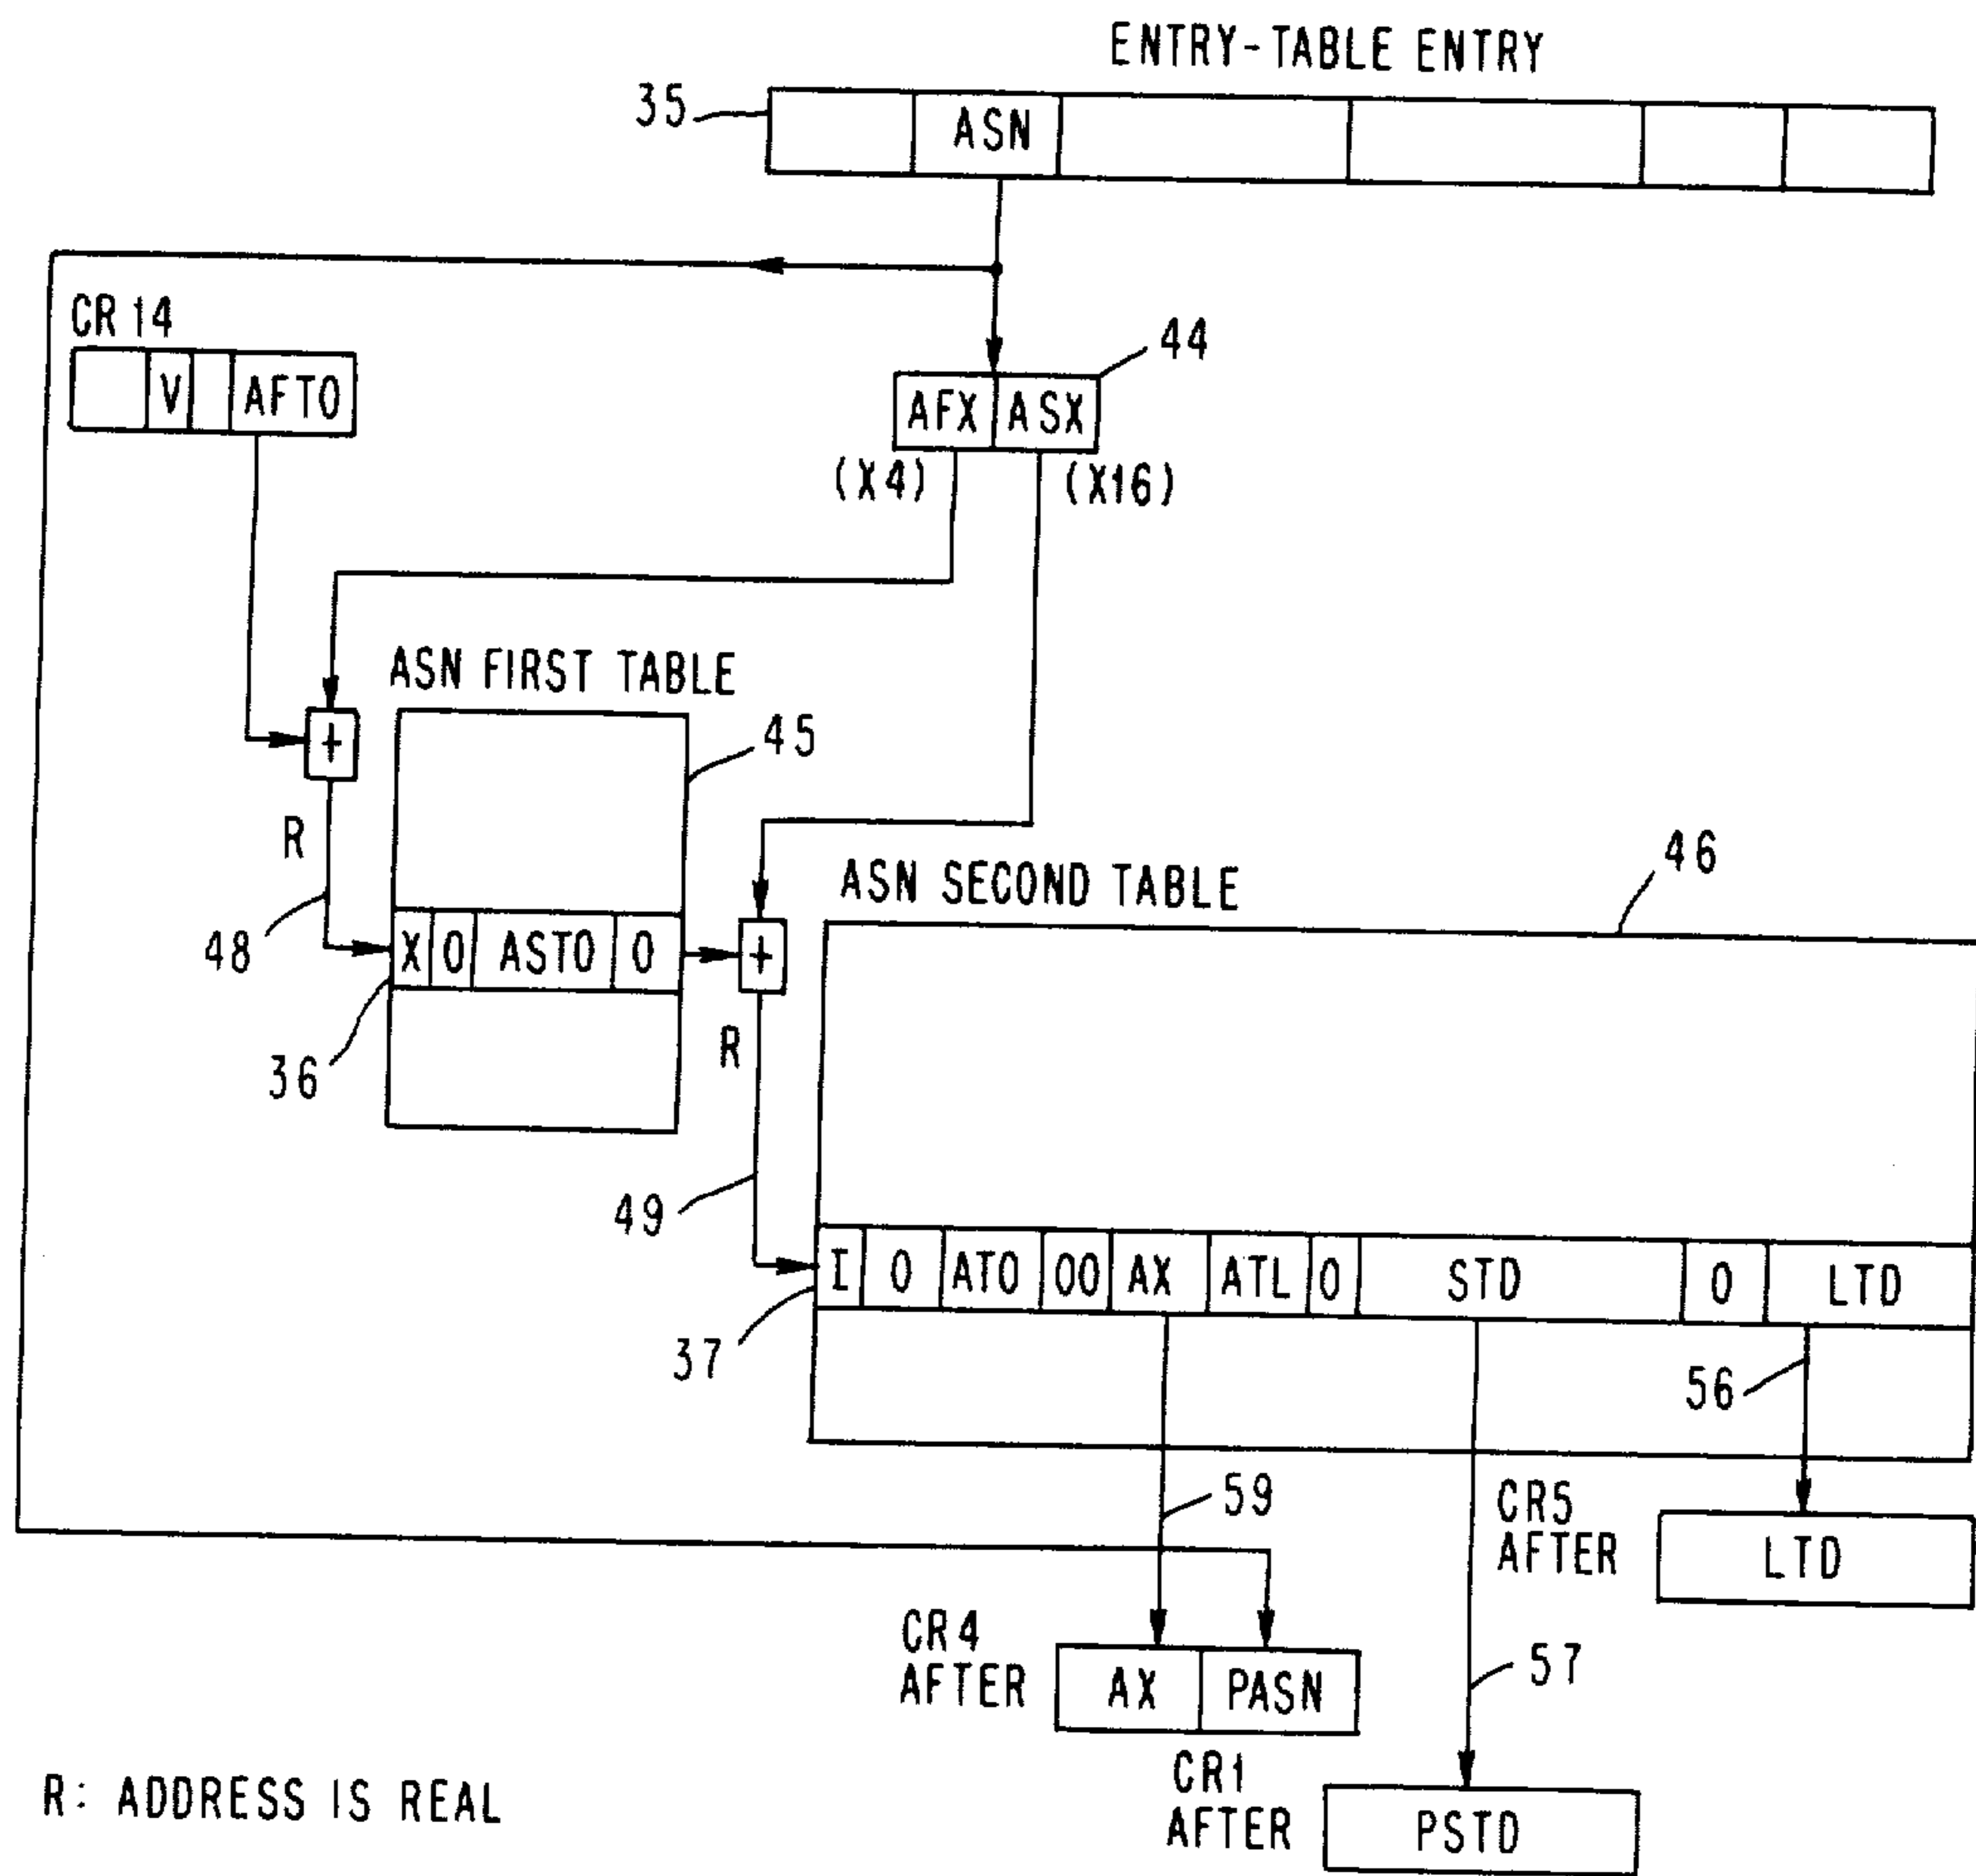 ENTRY-TABLE ENTRY
35
ASN
CR 14
V AFTO
44
AFX ASX
(X4) (X16)
ASN FIRST TABLE
45
+
R
48
X 0 ASTO 0
36
ASN SECOND TABLE
46
+
R
49
I 0 ATO 00 AX ATL 0 STD 0 LTD
37
56
59
CR5
AFTER
LTD
CR4
AFTER
AX PASN
57
CR1
AFTER
PSTD
R: ADDRESS IS REAL